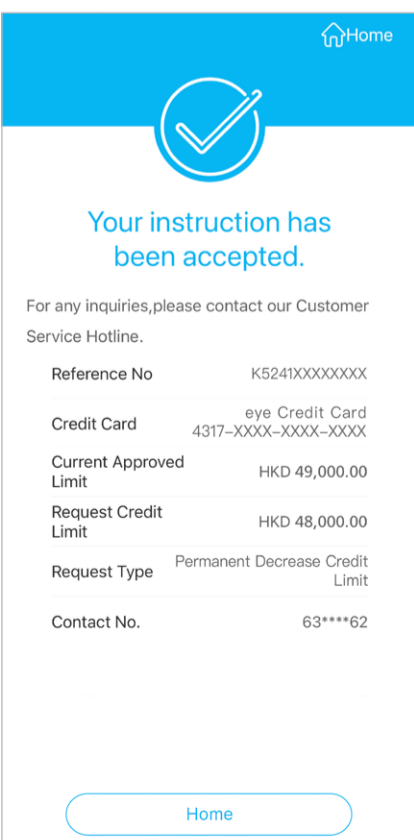 Home
Your instruction has
been accepted.
For any inquiries,please contact our Customer
Service Hotline.
Reference No K5241XXXXXXXX
Credit Card eye Credit Card
4317–XXXX–XXXX–XXXX
Current Approved
Limit HKD 49,000.00
Request Credit
Limit HKD 48,000.00
Request Type Permanent Decrease Credit
Limit
Contact No. 63****62
Home